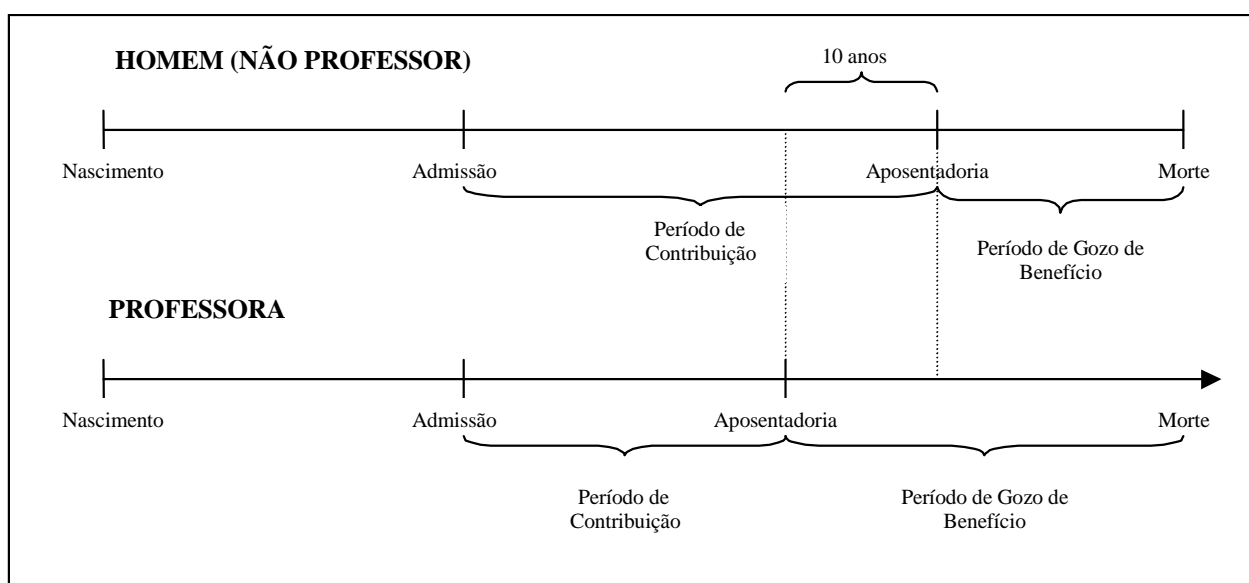 HOMEM (NÃO PROFESSOR)
10 anos
Nascimento
Admissão
Aposentadoria
Morte
Período de
Contribuição
Período de Gozo de
Benefício
PROFESSORA
Nascimento
Admissão
Aposentadoria
Morte
Período de
Contribuição
Período de Gozo de
Benefício